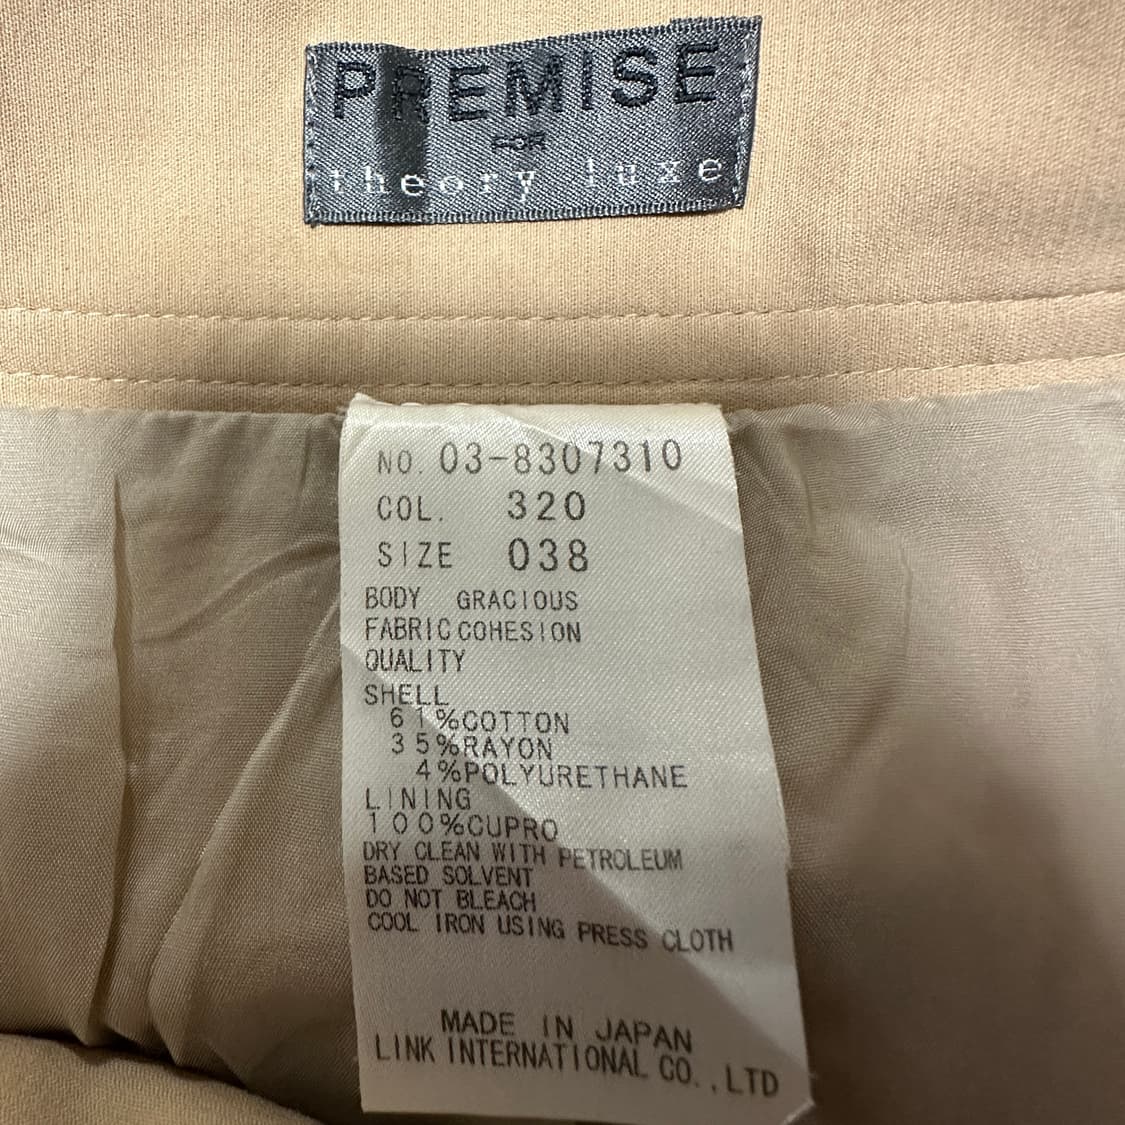 PREMISE
FOR
theory luxe
NO. 03-8307310
COL. 320
SIZE 038
BODY GRACIOUS
FABRIC COHESION
QUALITY
SHELL
61%COTTON
35%RAYON
4%POLYURETHANE
LINING
100%CUPRO
DRY CLEAN WITH PETROLEUM
BASED SOLVENT
DO NOT BLEACH
COOL IRON USING PRESS CLOTH
MADE IN JAPAN
LINK INTERNATIONAL CO.,LTD